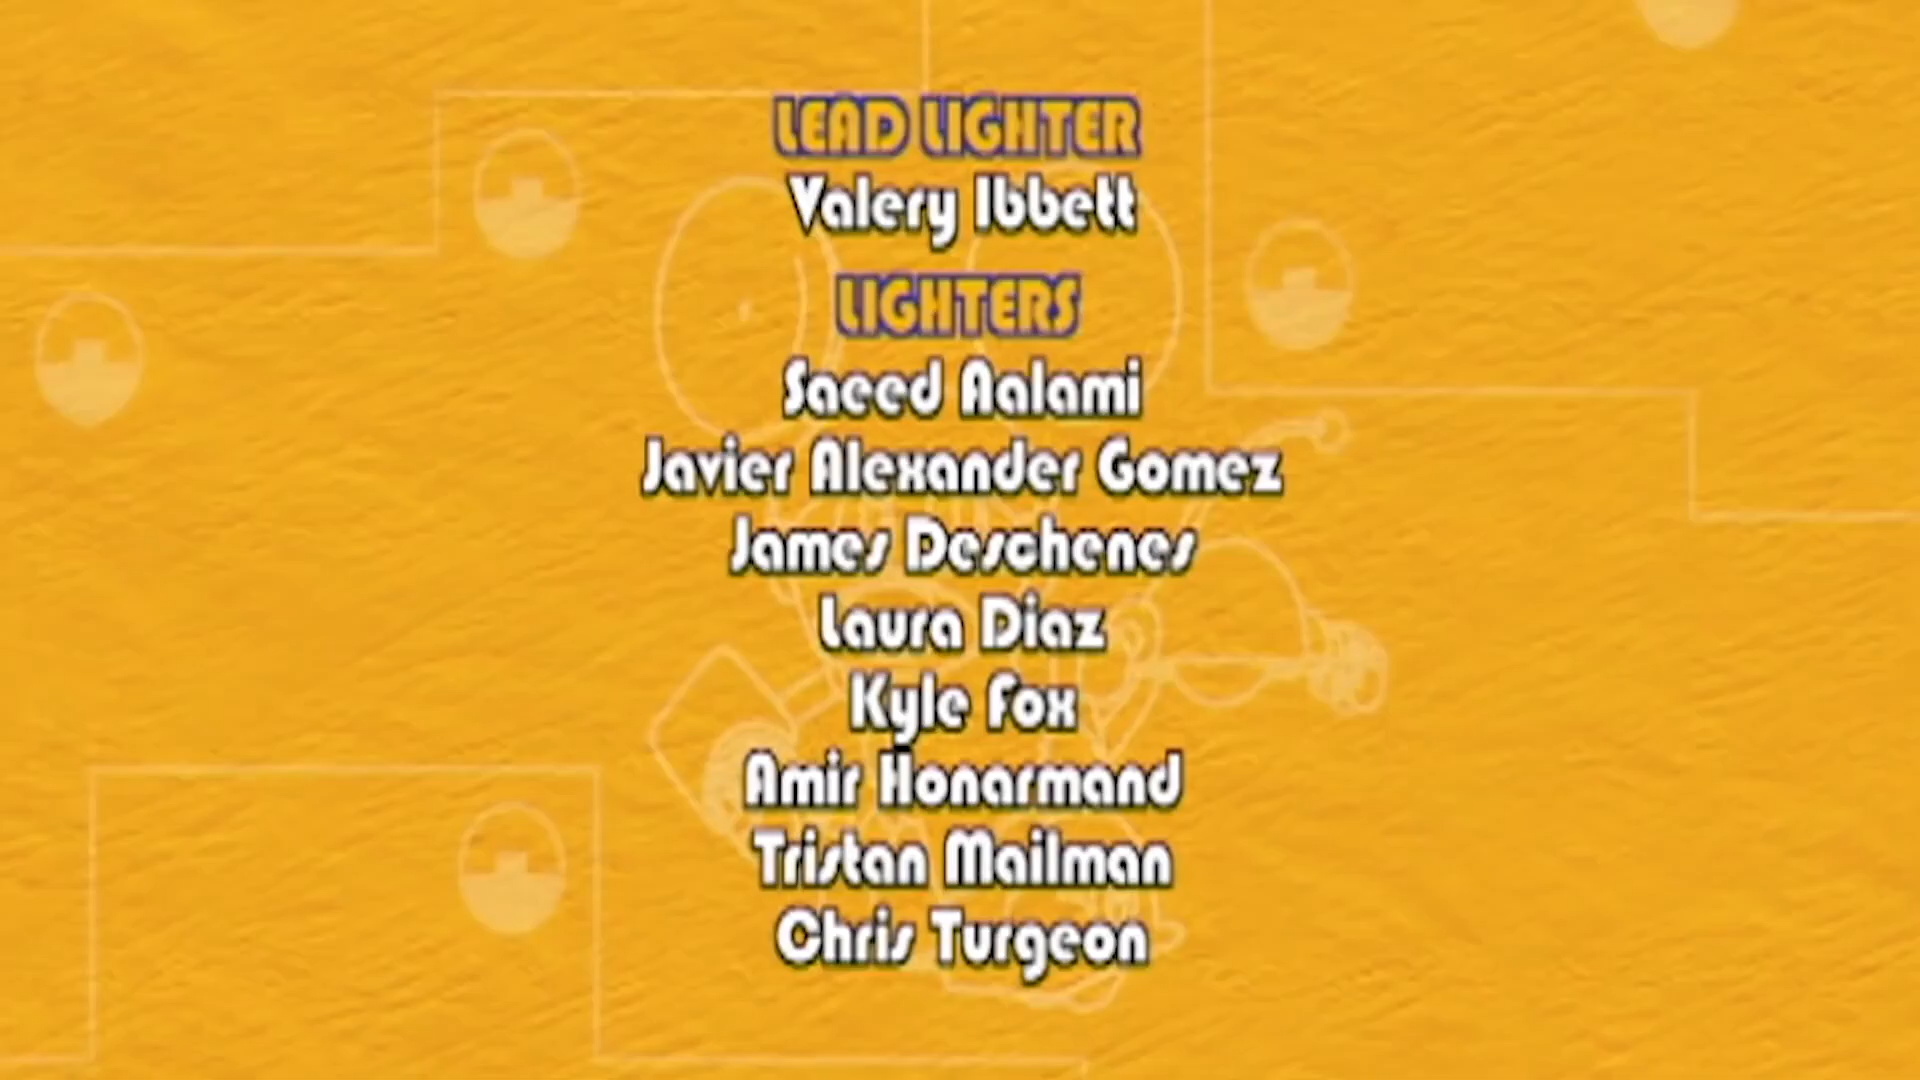 LEAD LIGHTER
Valery Ibbett
LIGHTERS
Saeed Aalami
Javier Alexander Gomez
James Deschenes
Laura Diaz
Kyle Fox
Amir Honarmand
Tristan Mailman
Chris Turgeon